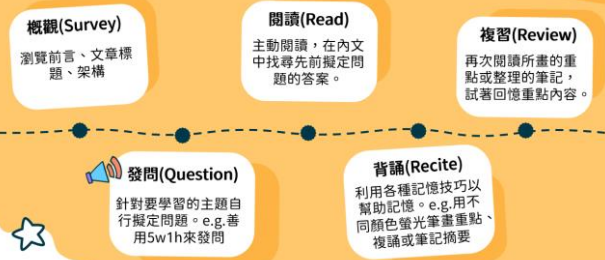 概觀(Survey)
瀏覽前言、文章標
題、架構
發問(Question)
針對要學習的主題自
行擬定問題。e.g.善
用5w1h來發問
閱讀(Read)
主動閱讀，在內文
中找尋先前擬定問
題的答案。
背誦(Recite)
利用各種記憶技巧以
幫助記憶。e.g.用不
同顏色螢光筆畫重點、
複誦或筆記摘要
複習(Review)
再次閱讀所畫的重
點或整理的筆記，
試著回憶重點內容。